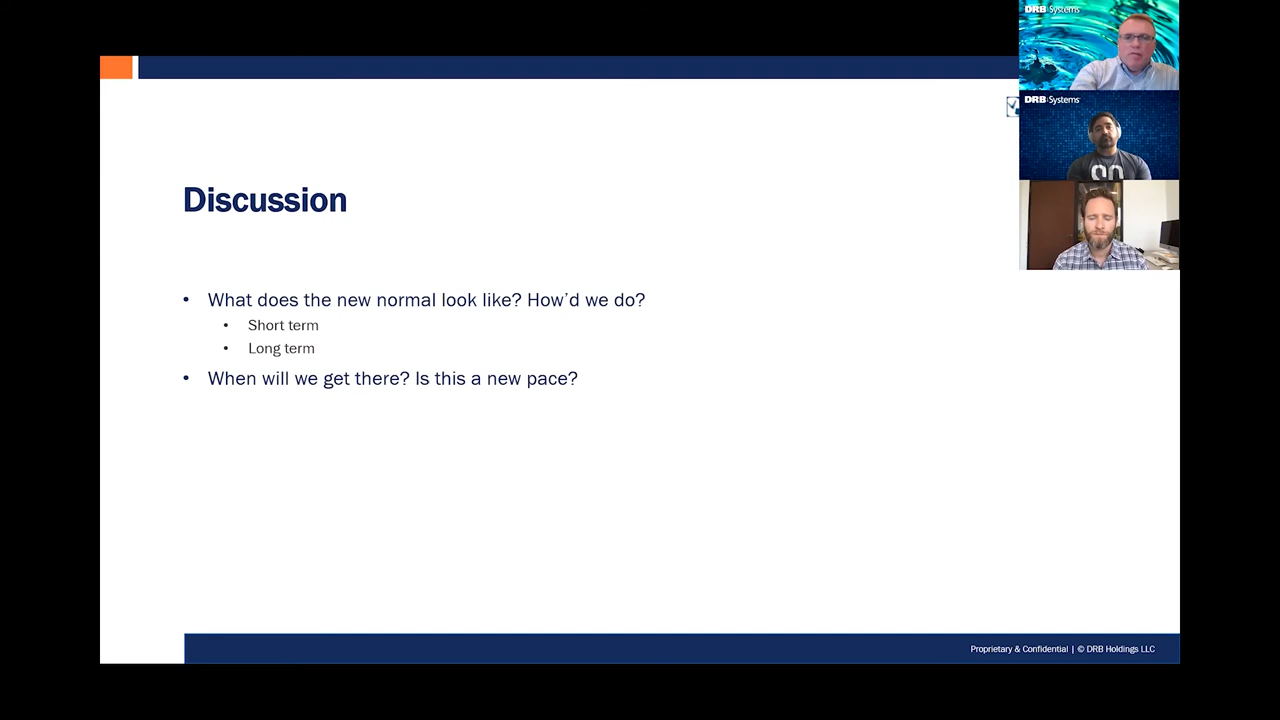 DRB Systems
DRB Systems
Discussion
• What does the new normal look like? How'd we do?
• Short term
• Long term
• When will we get there? Is this a new pace?
Proprietary & Confidential | © DRB Holdings LLC